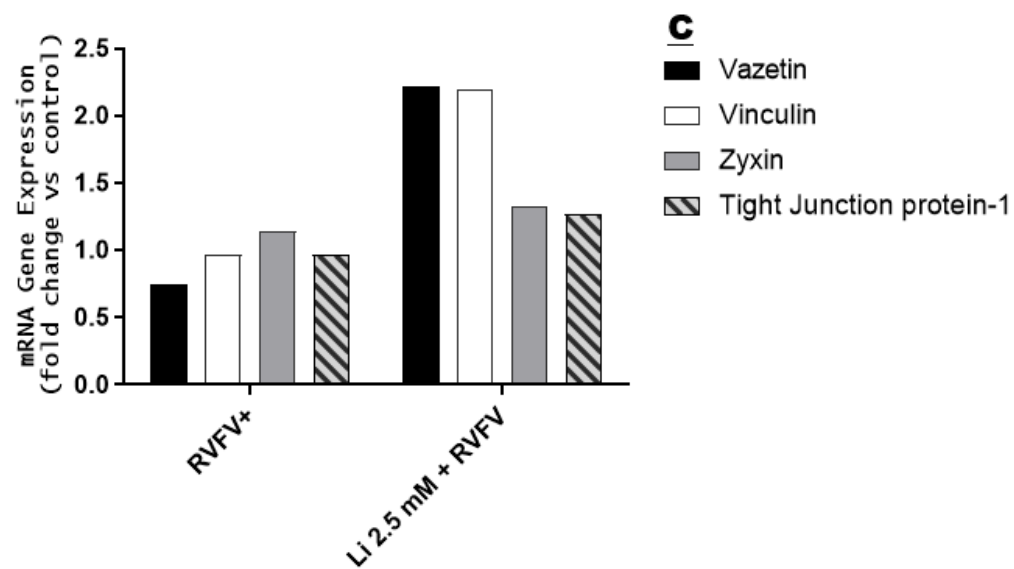 C
Vazetin
Vinculin
Zyxin
Tight Junction protein-1
mRNA Gene Expression
(fold change vs control)
2.5
2.0
1.5
1.0
0.5
0.0
RVFV+
Li 2.5 mM + RVFV